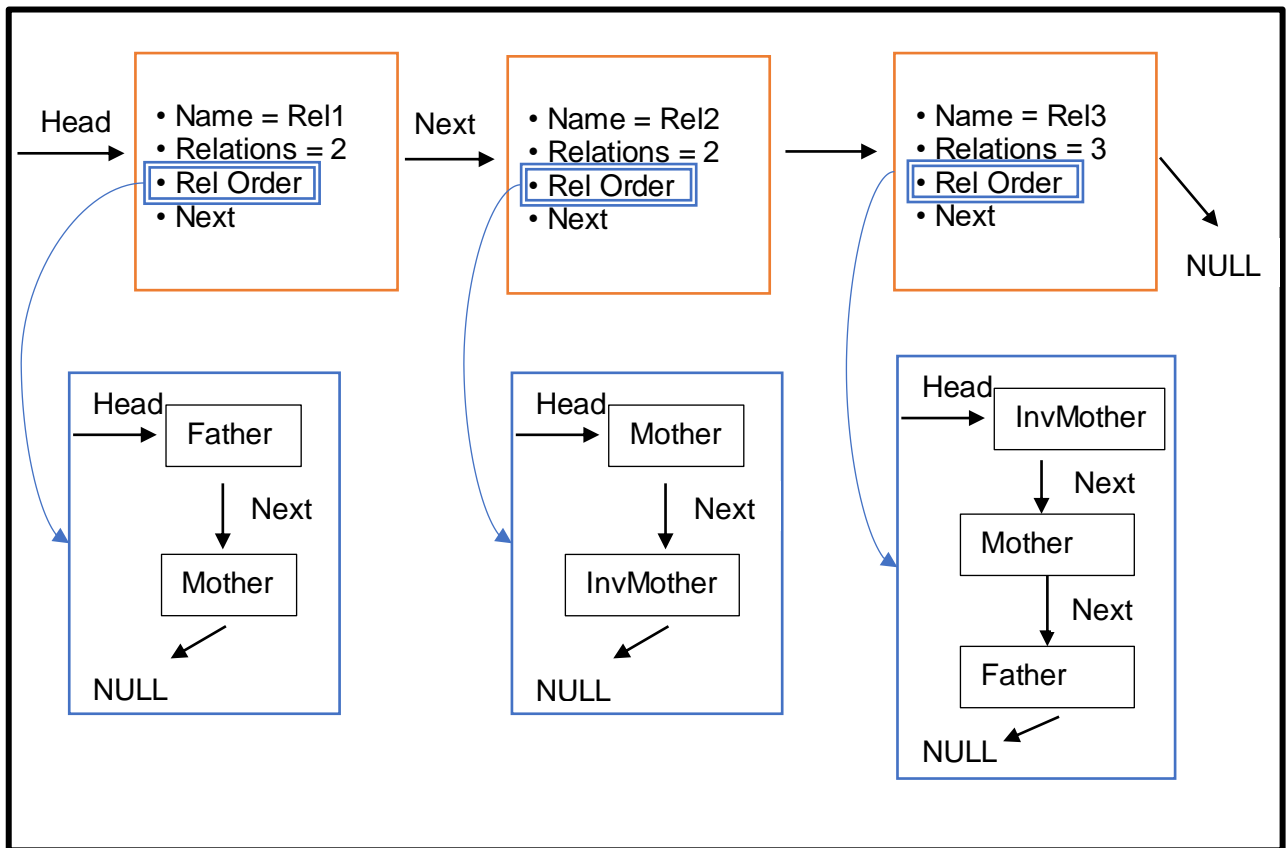 Head
• Name = Rel1
• Relations = 2
• Rel Order
• Next
Next
• Name = Rel2
• Relations = 2
• Rel Order
• Next
• Name = Rel3
• Relations = 3
• Rel Order
• Next
NULL
Head
Father
Next
Mother
NULL
Head
Mother
Next
InvMother
NULL
Head
InvMother
Next
Mother
Next
Father
NULL